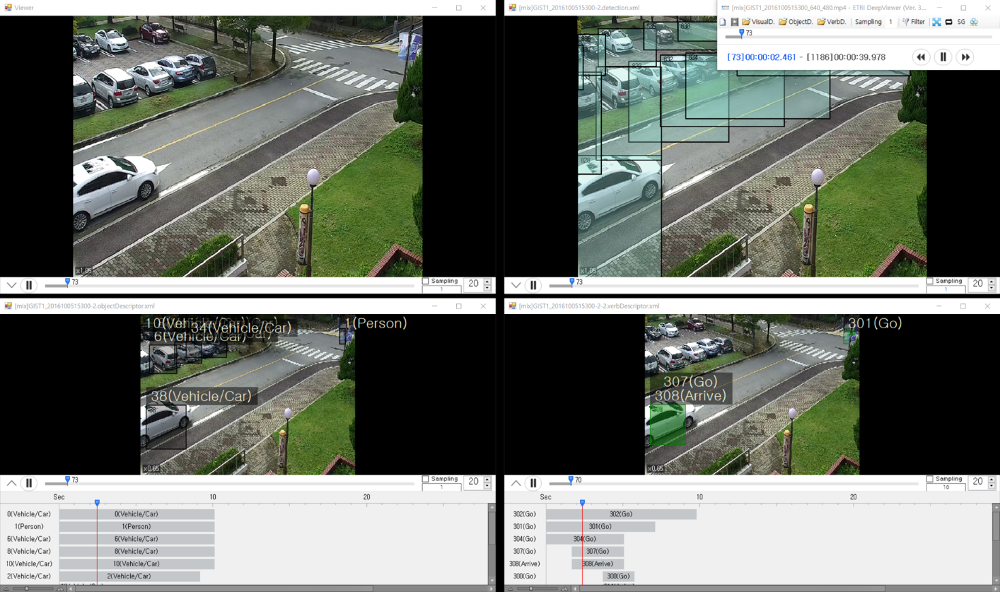 Viewer
x1.05
73
Sampling
1
20
[mix]GIST1_2016100515300-2.detection.xml
[mix]GIST1_2016100515300_640_480.mp4 - ETRI DeepViewer (Ver. 3...
VisualD.
ObjectD.
VerbD.
Sampling
1
Filter
SG
73
[73]00:00:02.461 - [1186]00:00:39.978
835
838
832
834
828
x1.05
73
Sampling
1
20
[mix]GIST1_2016100515300-2.objectDescriptor.xml
10(Vehicle/Car)
34(Vehicle/Car)
6(Vehicle/Car)
1(Person)
38(Vehicle/Car)
x0.65
73
Sampling
1
20
Sec 10 20
0(Vehicle/Car) 0(Vehicle/Car)
1(Person) 1(Person)
6(Vehicle/Car) 6(Vehicle/Car)
8(Vehicle/Car) 8(Vehicle/Car)
10(Vehicle/Car) 10(Vehicle/Car)
2(Vehicle/Car) 2(Vehicle/Car)
[mix]GIST1_2016100515300-2-2.verbDescriptor.xml
301(Go)
307(Go)
308(Arrive)
x0.65
70
Sampling
10
20
Sec 10 20
302(Go) 302(Go)
301(Go) 301(Go)
304(Go) 304(Go)
307(Go) 307(Go)
308(Arrive) 308(Arrive)
300(Go) 300(Go)